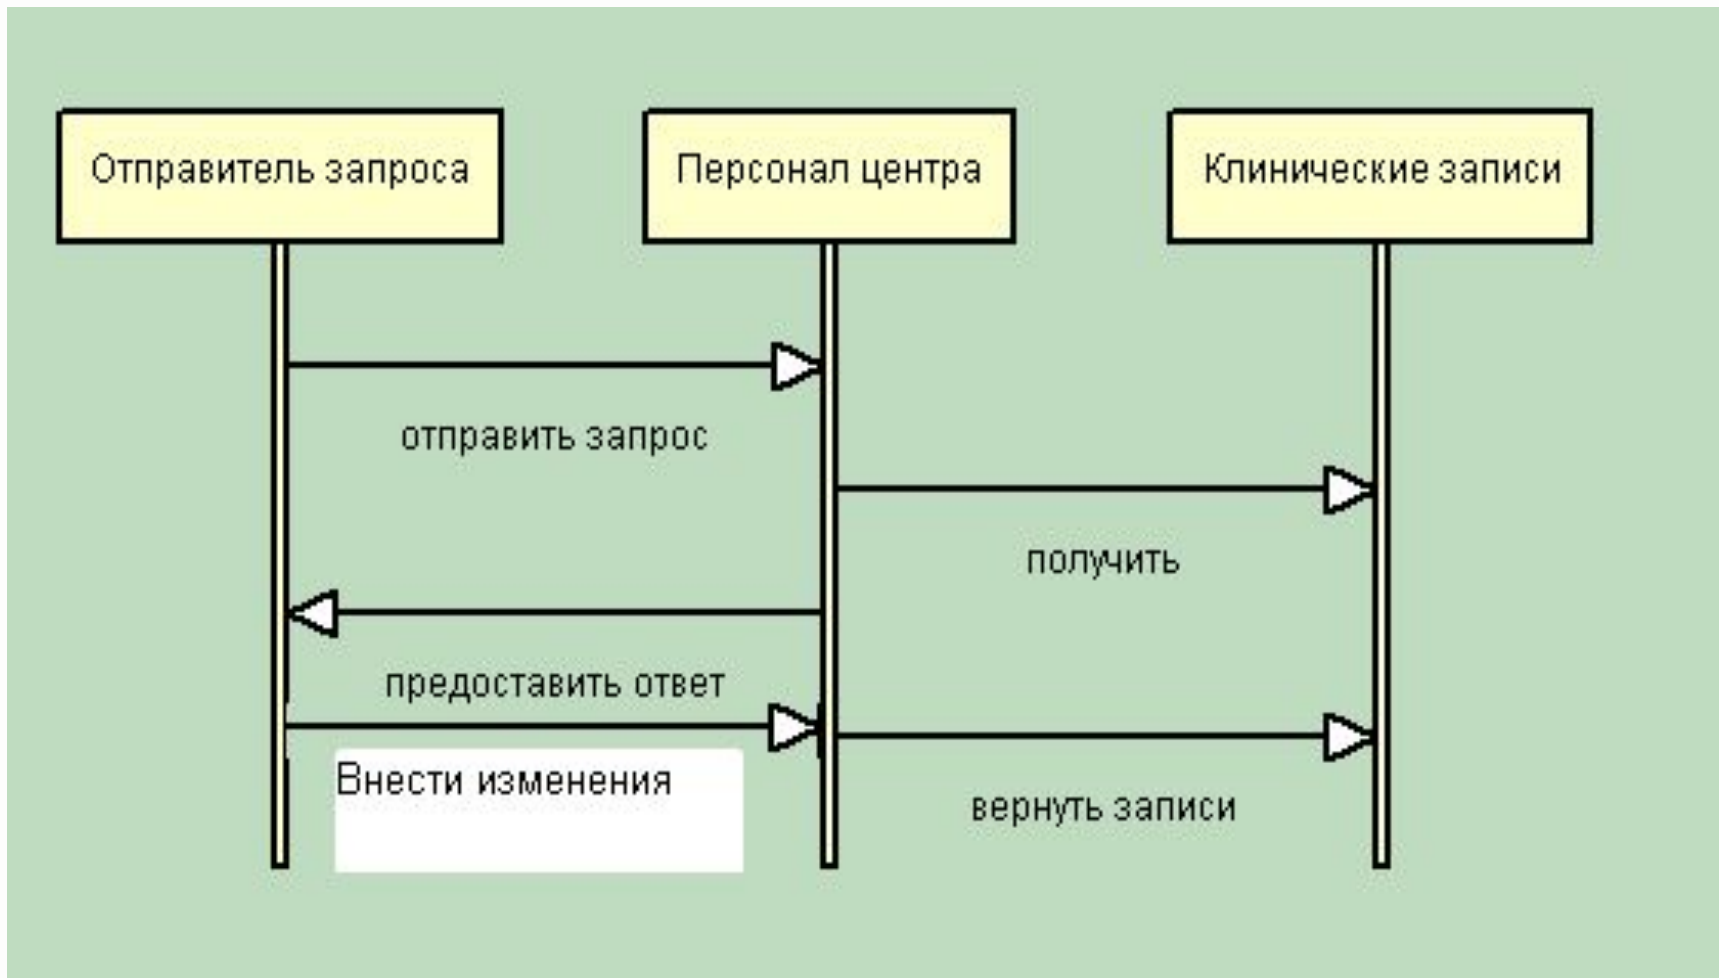 Отправитель запроса
Персонал центра
Клинические записи
отправить запрос
получить
предоставить ответ
Внести изменения
вернуть записи